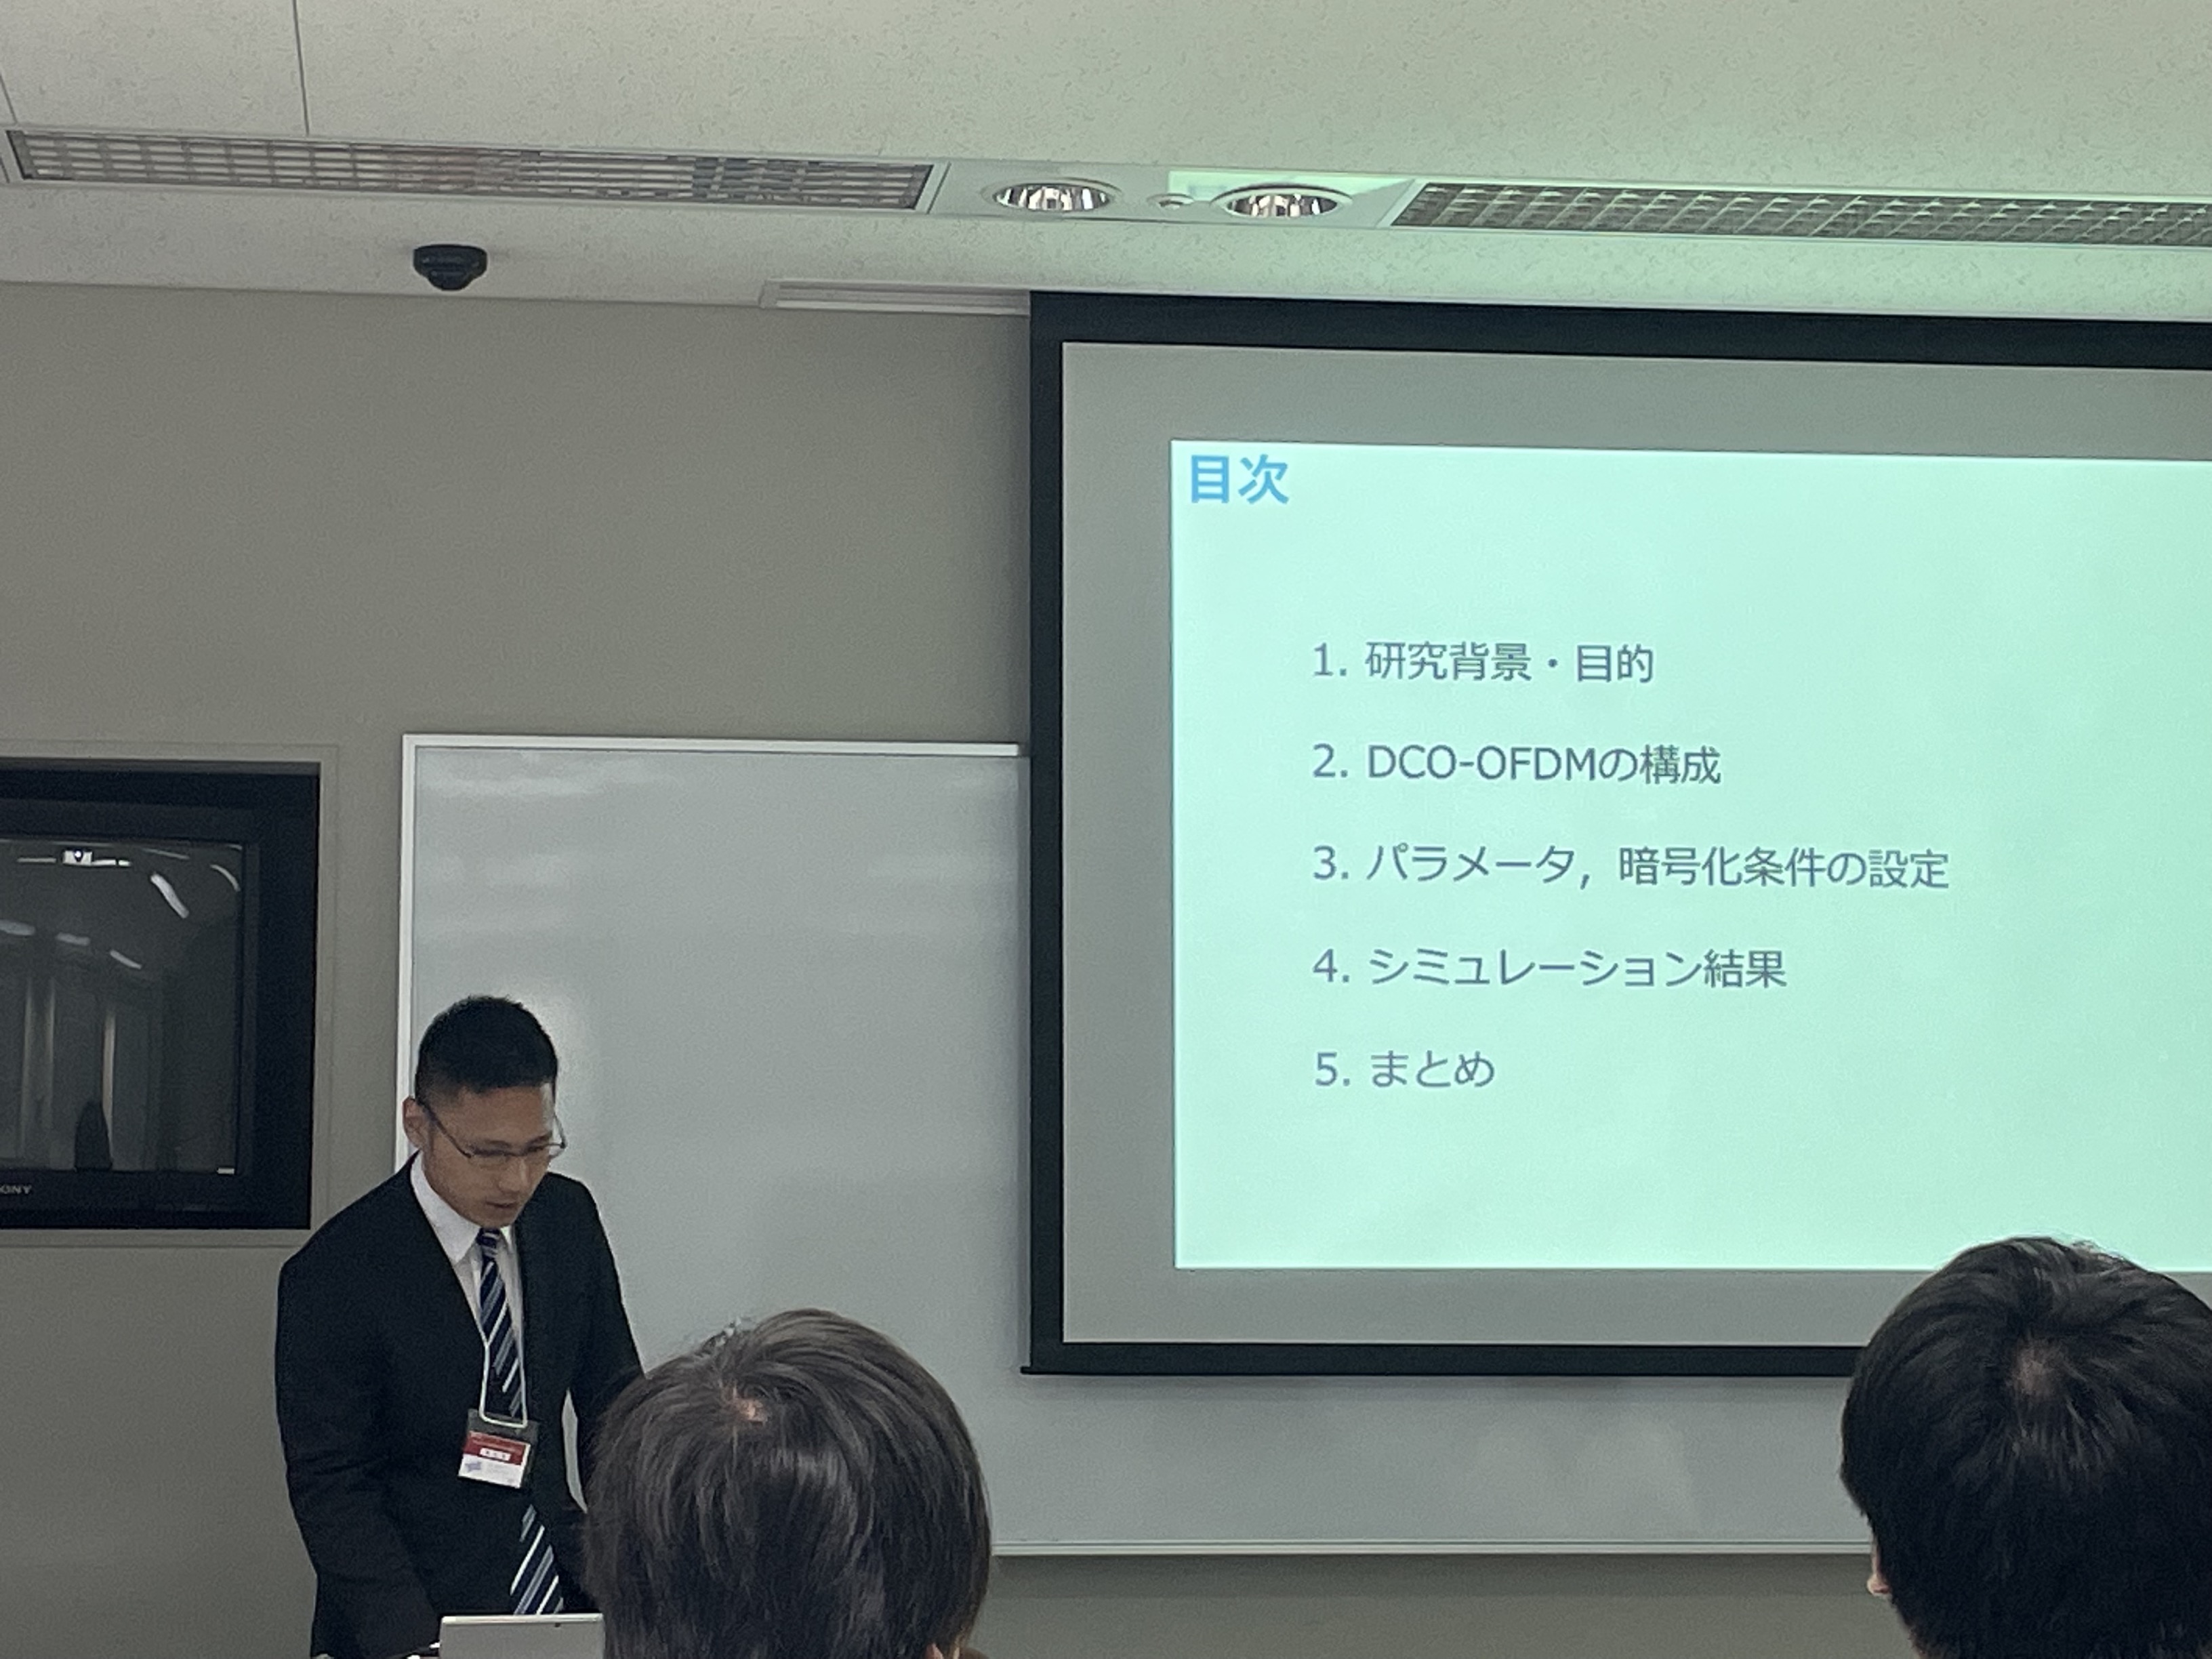 目次
1. 研究背景・目的
2. DCO-OFDMの構成
3. パラメータ，暗号化条件の設定
4. シミュレーション結果
5. まとめ